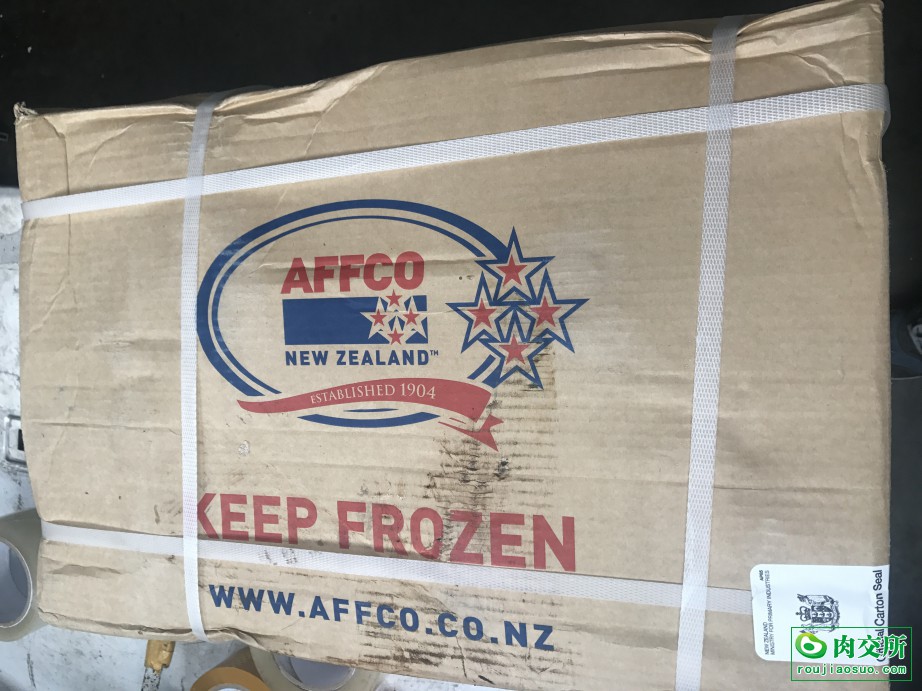 AFFCO
NEW ZEALAND™
ESTABLISHED 1904
KEEP FROZEN
WWW.AFFCO.CO.NZ
NEW ZEALAND
MINISTRY FOR PRIMARY INDUSTRIES
Carton Seal
肉交所
roujiaosuo.com